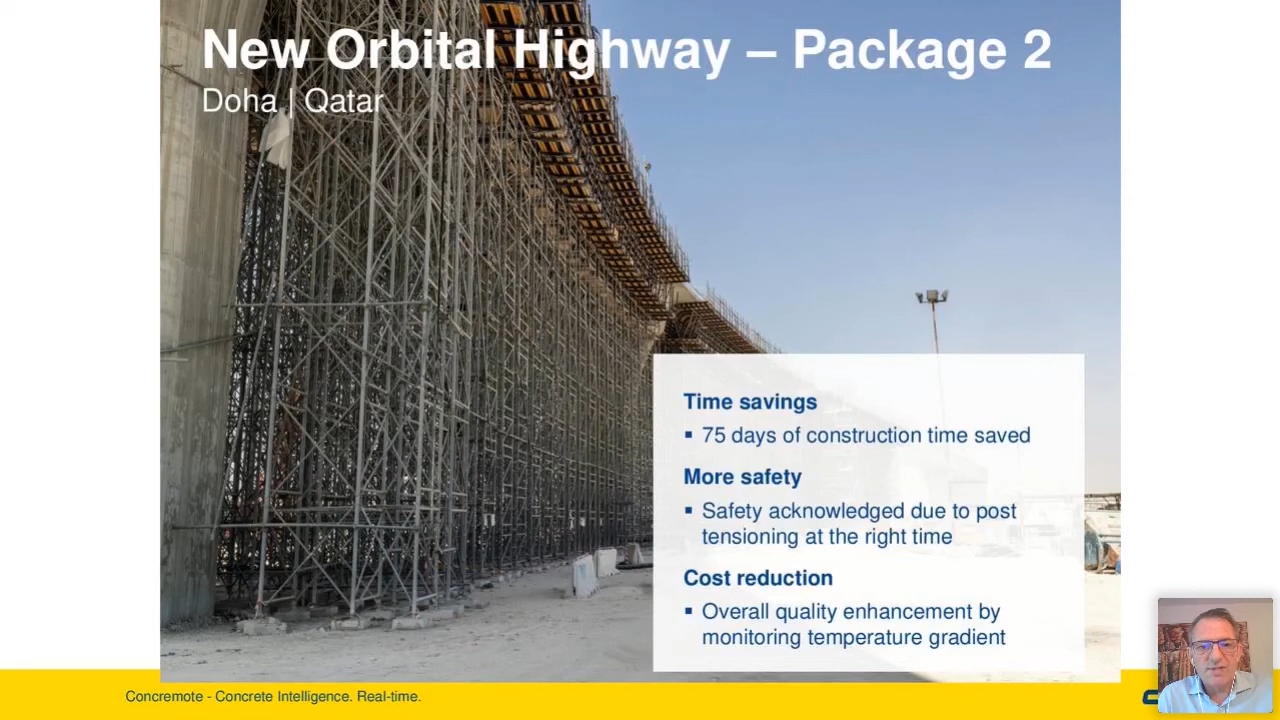 New Orbital Highway – Package 2
Doha | Qatar
Time savings
▪ 75 days of construction time saved
More safety
▪ Safety acknowledged due to post
tensioning at the right time
Cost reduction
▪ Overall quality enhancement by
monitoring temperature gradient
Concremote - Concrete Intelligence. Real-time.